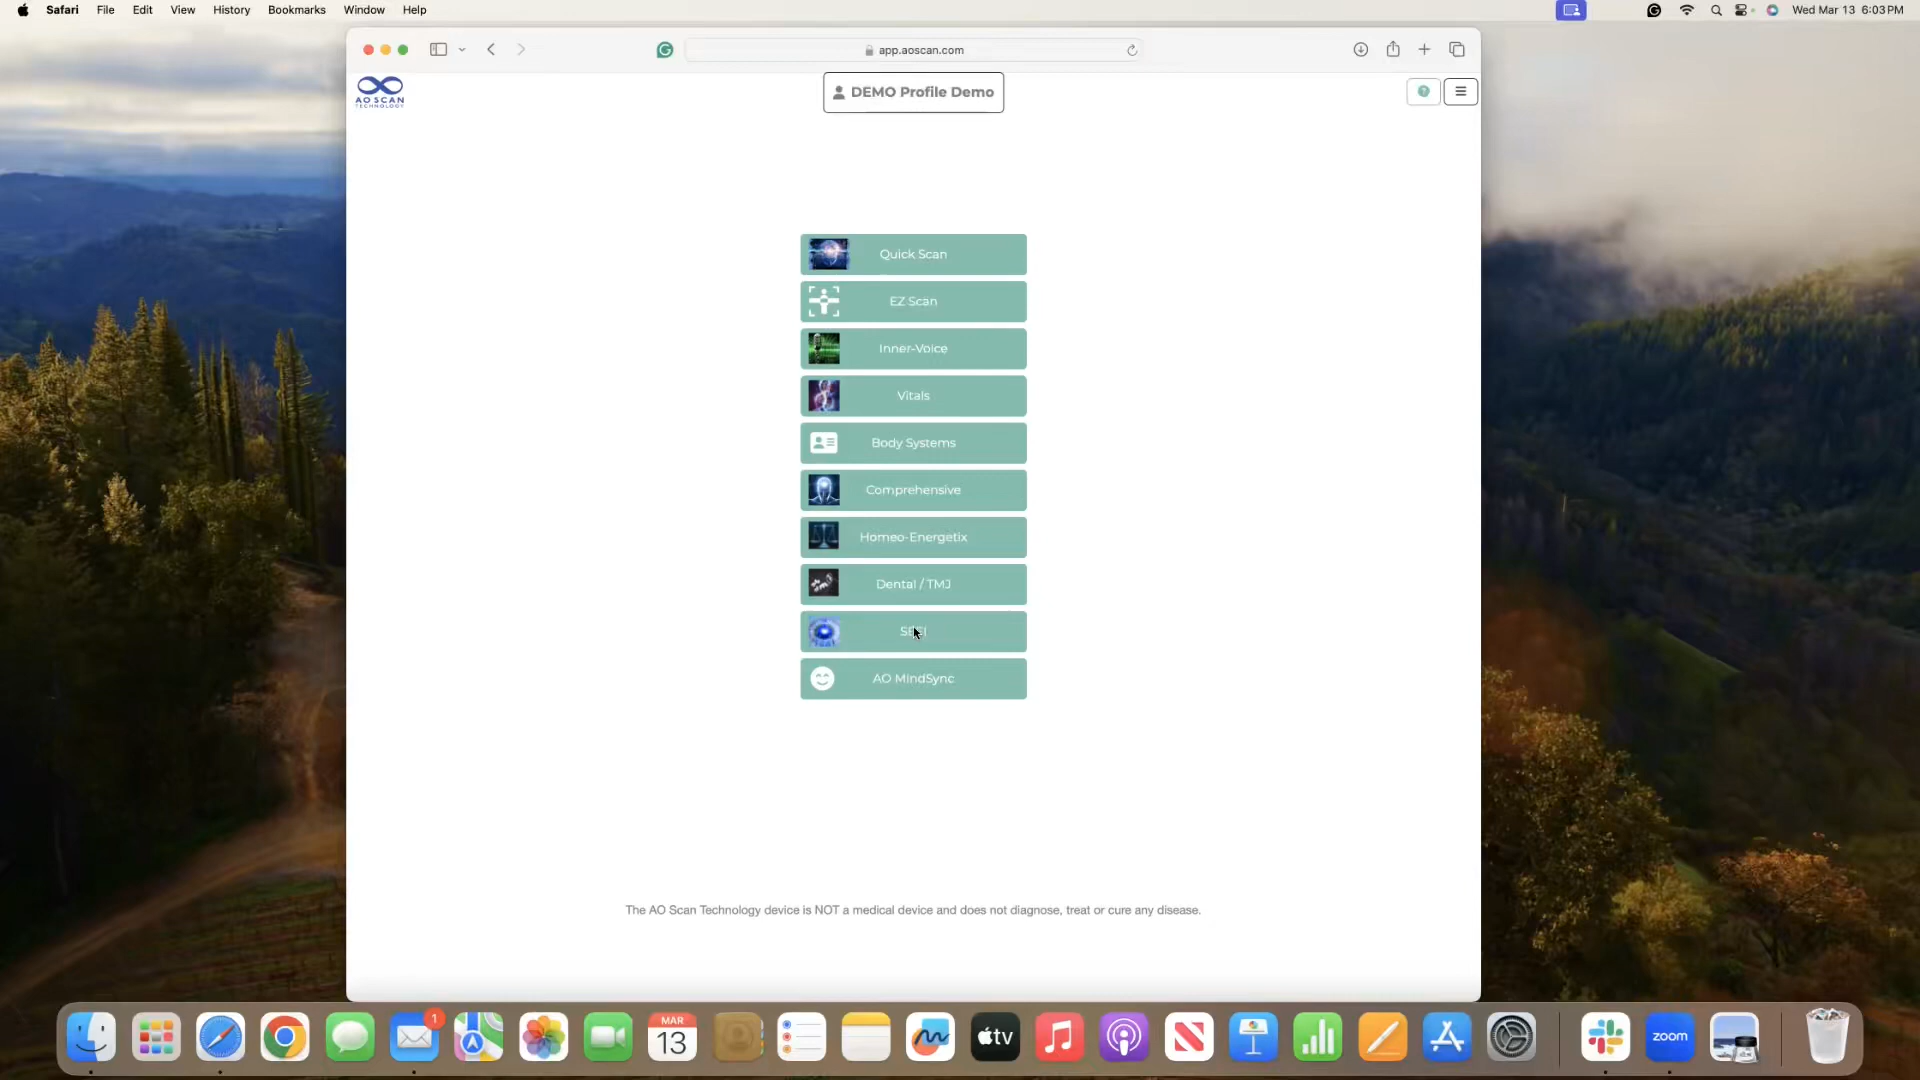 Safari File Edit View History Bookmarks Window Help Wed Mar 13 6:03 PM
app.aoscan.com
AO SCAN
TECHNOLOGY
DEMO Profile Demo
?
Quick Scan
EZ Scan
Inner-Voice
Vitals
Body Systems
Comprehensive
Homeo-Energetix
Dental / TMJ
AO MindSync
The AO Scan Technology device is NOT a medical device and does not diagnose, treat or cure any disease.
1
MAR
13
tv
zoom